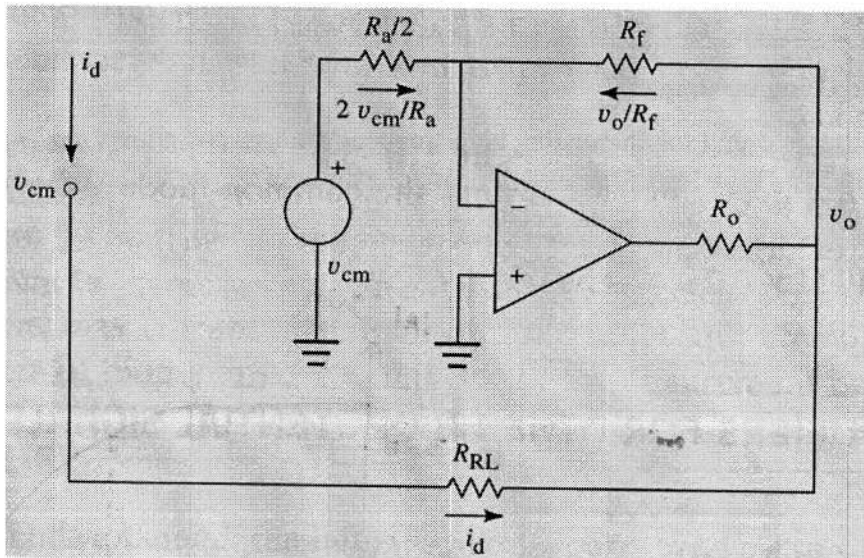 i_d
R_a/2
R_f
2 v_cm/R_a
v_o/R_f
v_cm
+
v_cm
−
+
R_o
v_o
R_RL
i_d